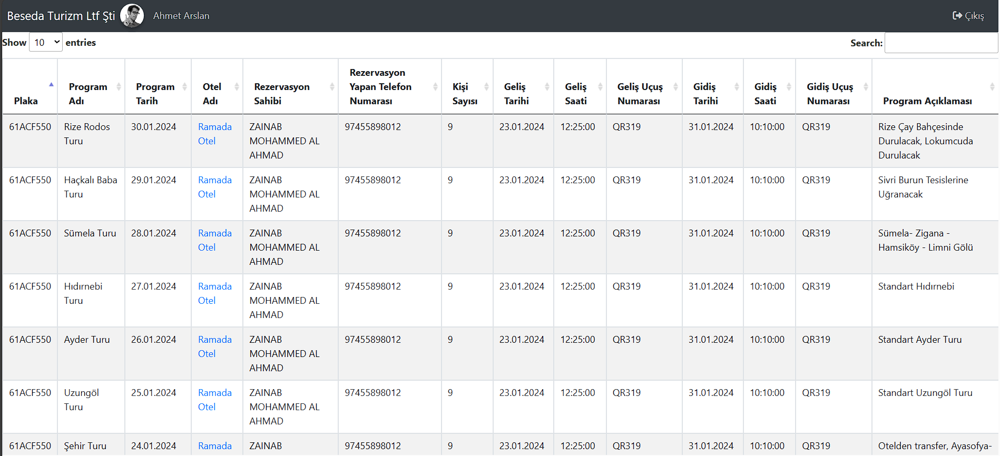 Beseda Turizm Ltf Şti Ahmet Arslan Çıkış
Show 10 entries Search:
Plaka Program Adı Program Tarih Otel Adı Rezervasyon Sahibi Rezervasyon Yapan Telefon Numarası Kişi Sayısı Geliş Tarihi Geliş Saati Geliş Uçuş Numarası Gidiş Tarihi Gidiş Saati Gidiş Uçuş Numarası Program Açıklaması
61ACF550 Rize Rodos Turu 30.01.2024 Ramada Otel ZAINAB MOHAMMED AL AHMAD 97455898012 9 23.01.2024 12:25:00 QR319 31.01.2024 10:10:00 QR319 Rize Çay Bahçesinde Durulacak, Lokumcuda Durulacak
61ACF550 Haçkalı Baba Turu 29.01.2024 Ramada Otel ZAINAB MOHAMMED AL AHMAD 97455898012 9 23.01.2024 12:25:00 QR319 31.01.2024 10:10:00 QR319 Sivri Burun Tesislerine Uğranacak
61ACF550 Sümela Turu 28.01.2024 Ramada Otel ZAINAB MOHAMMED AL AHMAD 97455898012 9 23.01.2024 12:25:00 QR319 31.01.2024 10:10:00 QR319 Sümela- Zigana - Hamsiköy - Limni Gölü
61ACF550 Hıdırnebi Turu 27.01.2024 Ramada Otel ZAINAB MOHAMMED AL AHMAD 97455898012 9 23.01.2024 12:25:00 QR319 31.01.2024 10:10:00 QR319 Standart Hıdırnebi
61ACF550 Ayder Turu 26.01.2024 Ramada Otel ZAINAB MOHAMMED AL AHMAD 97455898012 9 23.01.2024 12:25:00 QR319 31.01.2024 10:10:00 QR319 Standart Ayder Turu
61ACF550 Uzungöl Turu 25.01.2024 Ramada Otel ZAINAB MOHAMMED AL AHMAD 97455898012 9 23.01.2024 12:25:00 QR319 31.01.2024 10:10:00 QR319 Standart Uzungöl Turu
61ACF550 Şehir Turu 24.01.2024 Ramada ZAINAB 97455898012 9 23.01.2024 12:25:00 QR319 31.01.2024 10:10:00 QR319 Otelden transfer, Ayasofya-